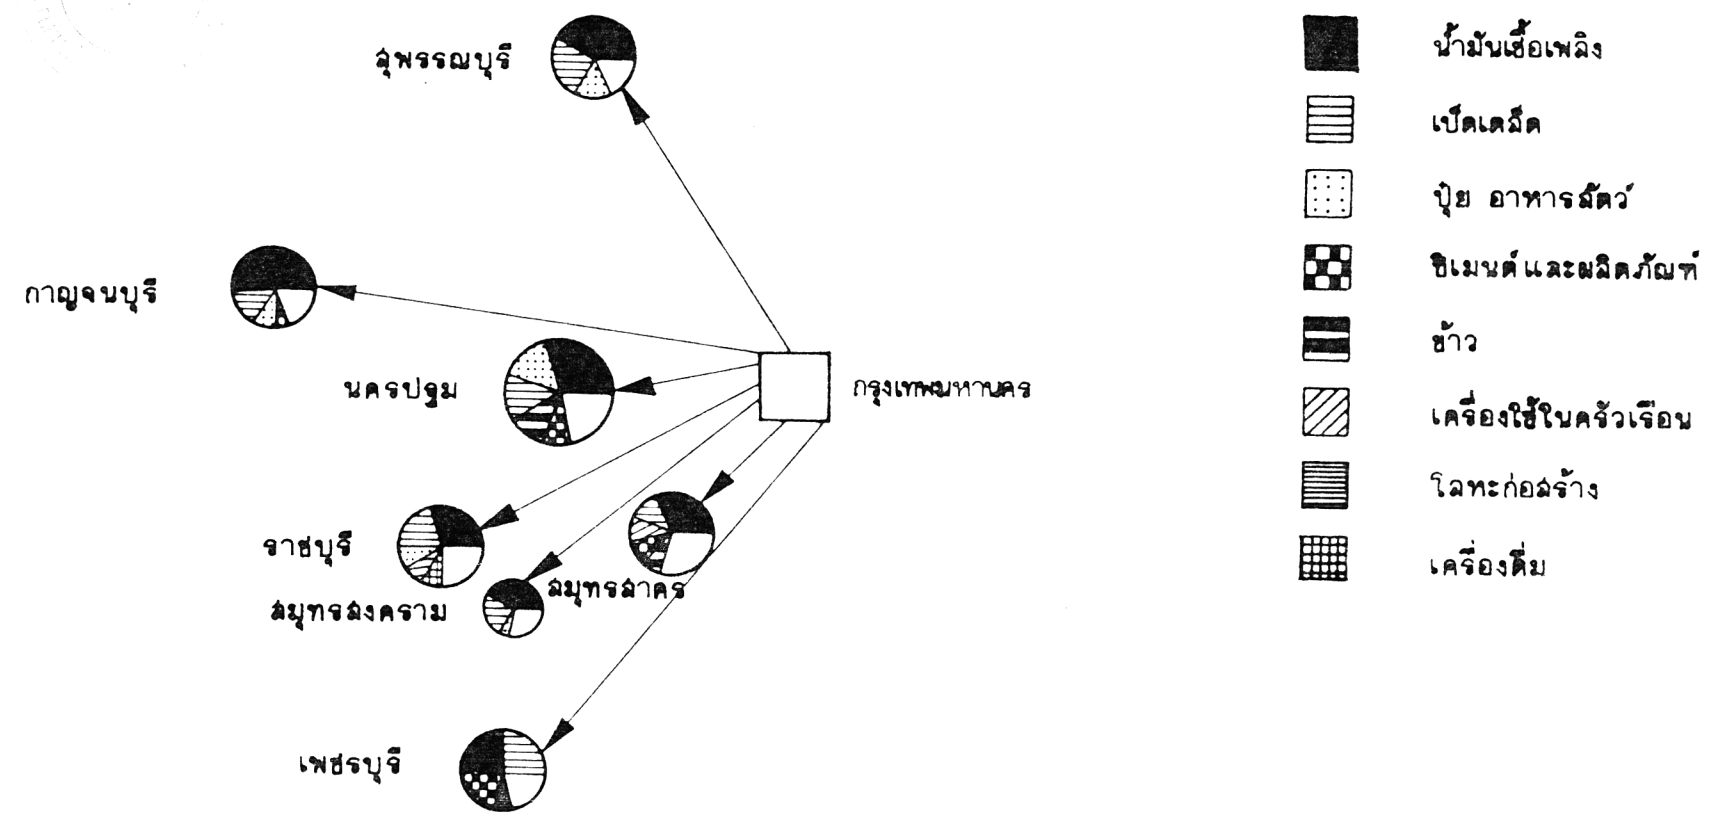 สุพรรณบุรี
กาญจนบุรี
นครปฐม
กรุงเทพมหานคร
ราชบุรี
สมุทรสาคร
สมุทรสงคราม
เพชรบุรี
น้ำมันเชื้อเพลิง
เบ็ดเตล็ด
ปุ๋ย อาหารสัตว์
ซิเมนต์และผลิตภัณฑ์
ข้าว
เครื่องใช้ในครัวเรือน
โลหะก่อสร้าง
เครื่องดื่ม